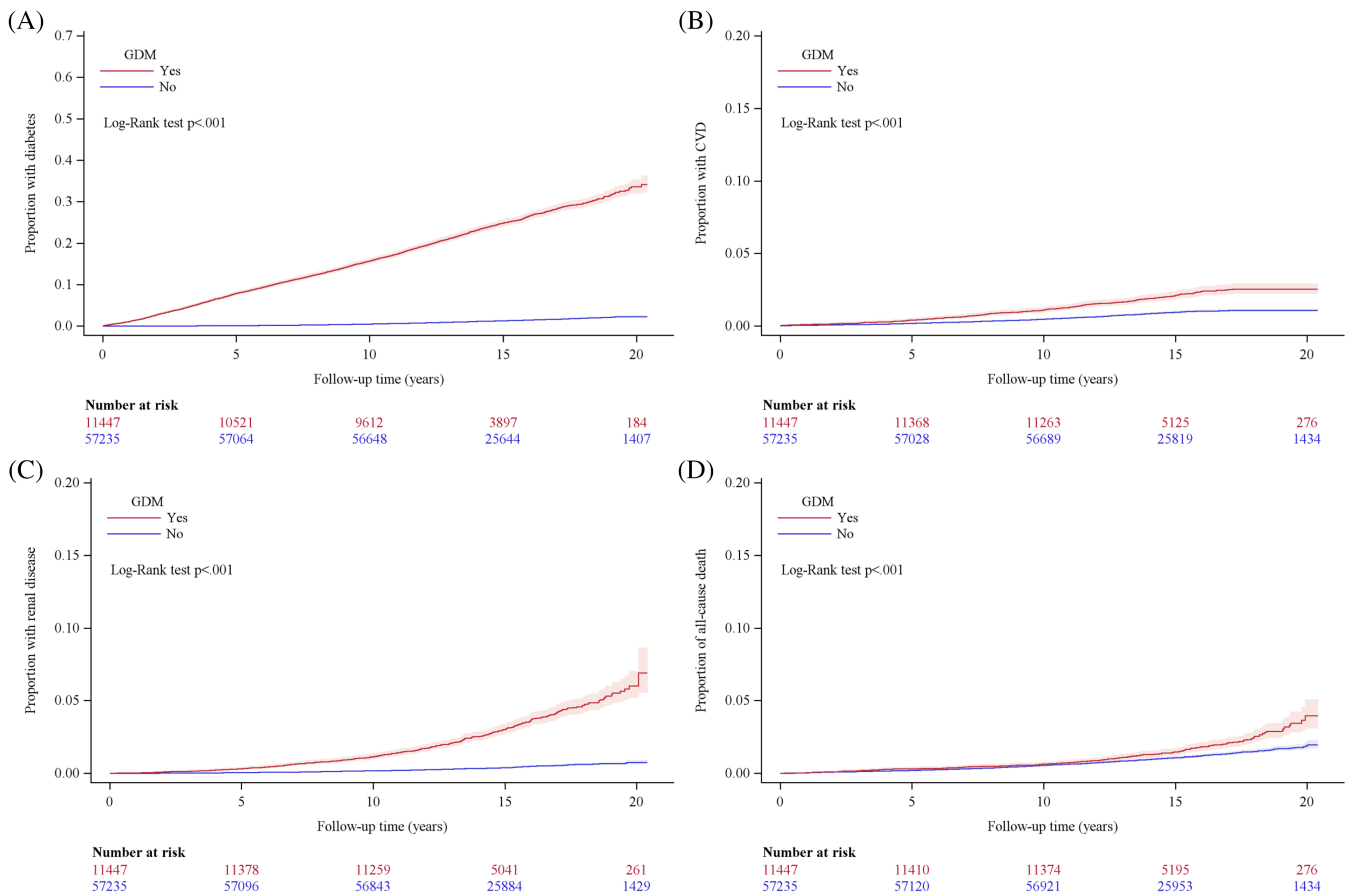 (A)
0.7
0.6
0.5
0.4
0.3
0.2
0.1
0.0
Proportion with diabetes
GDM
Yes
No
Log-Rank test p<.001
0 5 10 15 20
Follow-up time (years)
Number at risk
11447 10521 9612 3897 184
57235 57064 56648 25644 1407
(B)
0.20
0.15
0.10
0.05
0.00
Proportion with CVD
GDM
Yes
No
Log-Rank test p<.001
0 5 10 15 20
Follow-up time (years)
Number at risk
11447 11368 11263 5125 276
57235 57028 56689 25819 1434
(C)
0.20
0.15
0.10
0.05
0.00
Proportion with renal disease
GDM
Yes
No
Log-Rank test p<.001
0 5 10 15 20
Follow-up time (years)
Number at risk
11447 11378 11259 5041 261
57235 57096 56843 25884 1429
(D)
0.20
0.15
0.10
0.05
0.00
Proportion of all-cause death
GDM
Yes
No
Log-Rank test p<.001
0 5 10 15 20
Follow-up time (years)
Number at risk
11447 11410 11374 5195 276
57235 57120 56921 25953 1434